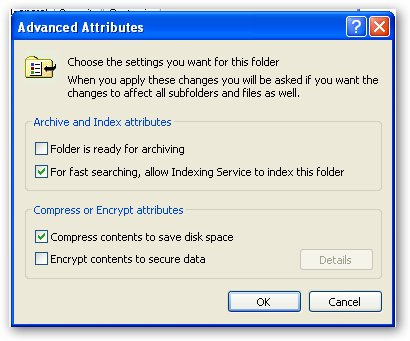 Advanced Attributes
Choose the settings you want for this folder
When you apply these changes you will be asked if you want the
changes to affect all subfolders and files as well.
Archive and Index attributes
Folder is ready for archiving
For fast searching, allow Indexing Service to index this folder
Compress or Encrypt attributes
Compress contents to save disk space
Encrypt contents to secure data
Details
OK
Cancel